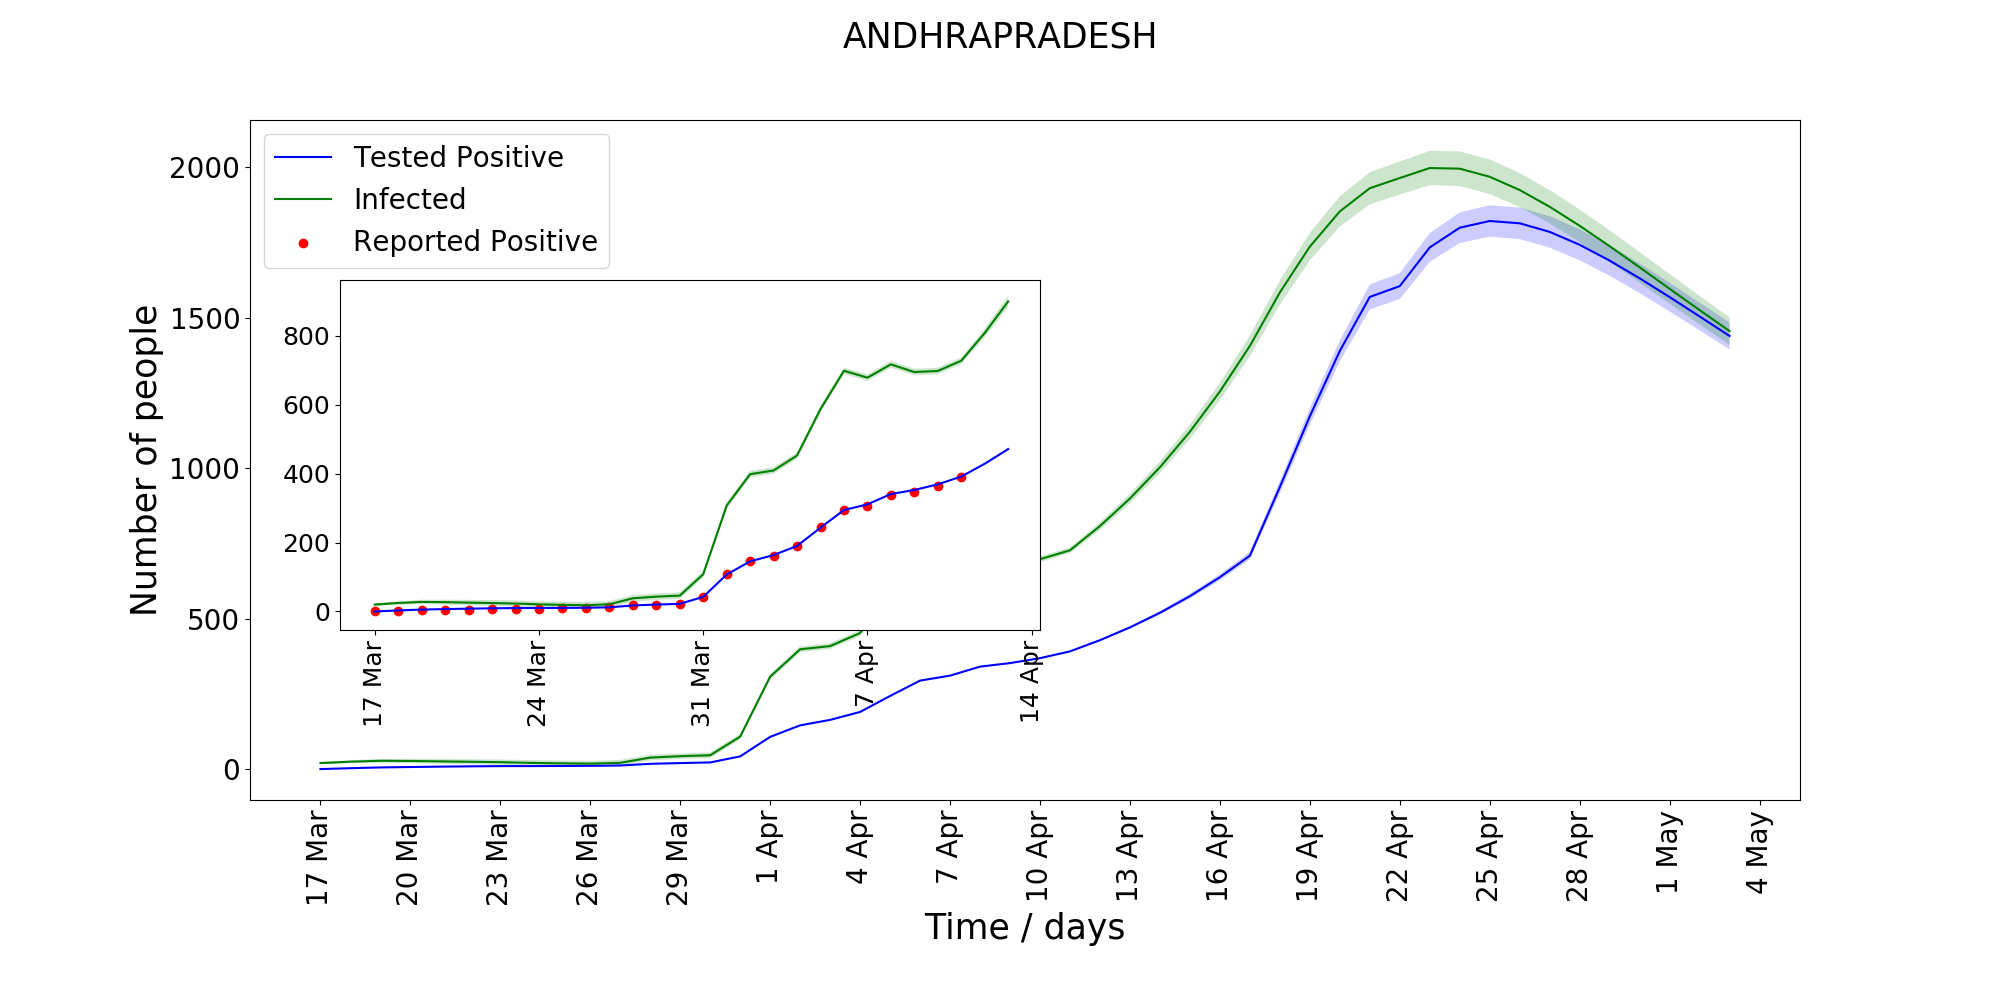 ANDHRAPRADESH
Tested Positive
Infected
Reported Positive
2000
1500
1000
500
0
Number of people
800
600
400
200
0
17 Mar
24 Mar
31 Mar
7 Apr
14 Apr
17 Mar
20 Mar
23 Mar
26 Mar
29 Mar
1 Apr
4 Apr
7 Apr
10 Apr
13 Apr
16 Apr
19 Apr
22 Apr
25 Apr
28 Apr
1 May
4 May
Time / days